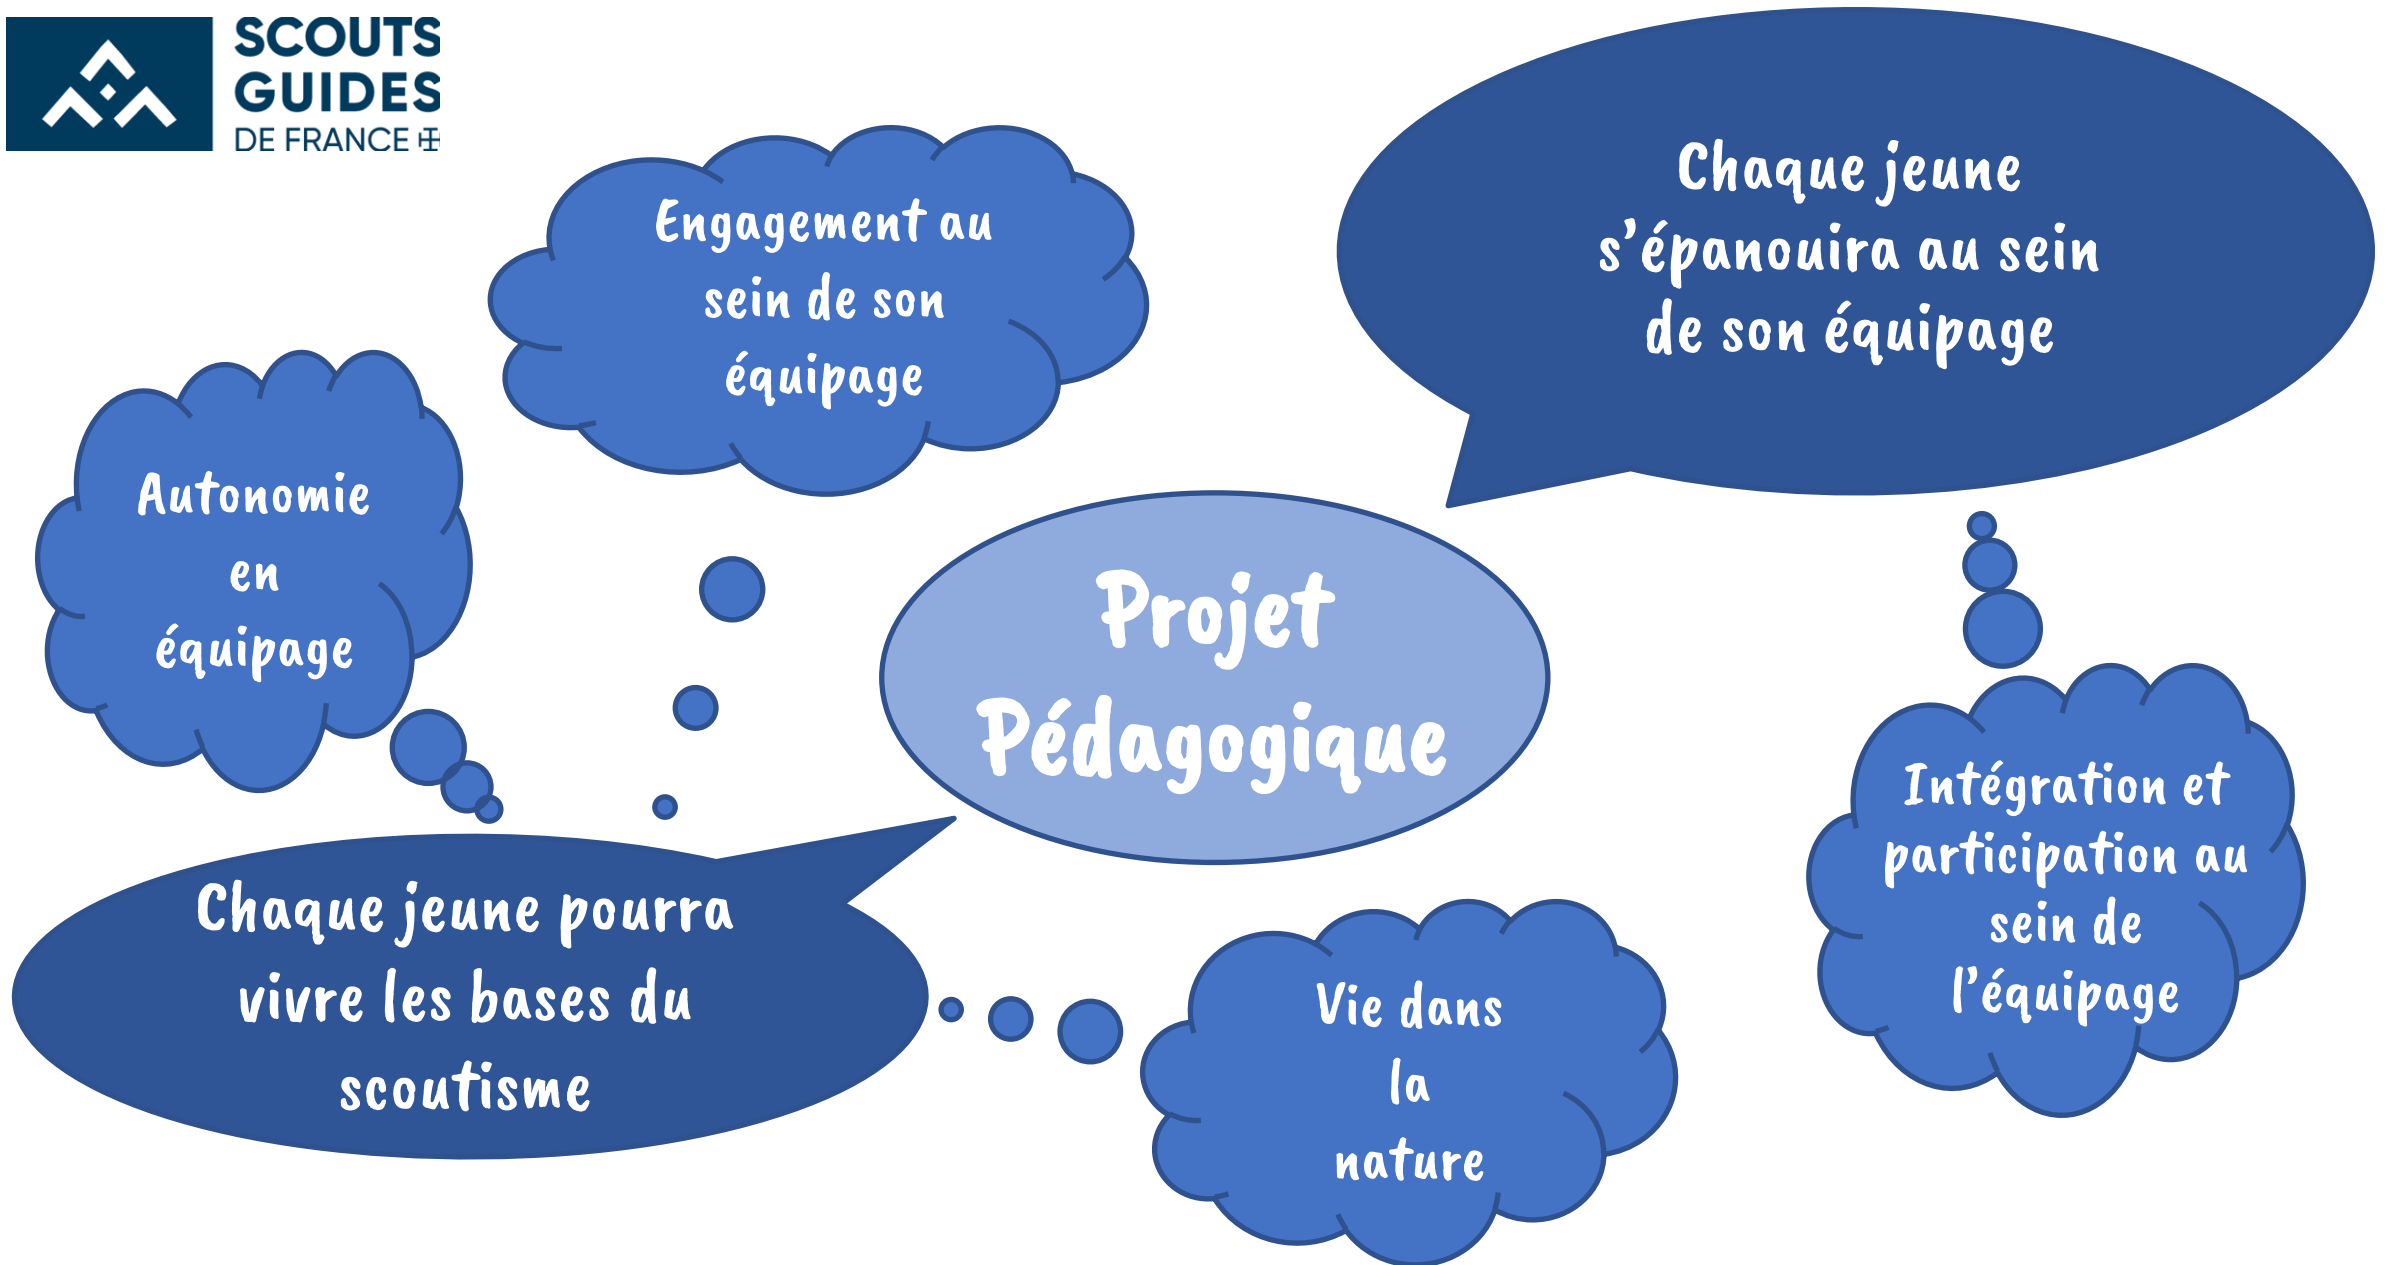 SCOUTS
GUIDES
DE FRANCE
Engagement au
sein de son
équipage
Chaque jeune
s'épanouira au sein
de son équipage
Autonomie
en
équipage
Projet
Pédagogique
Intégration et
participation au
sein de
l'équipage
Chaque jeune pourra
vivre les bases du
scoutisme
Vie dans
la
nature